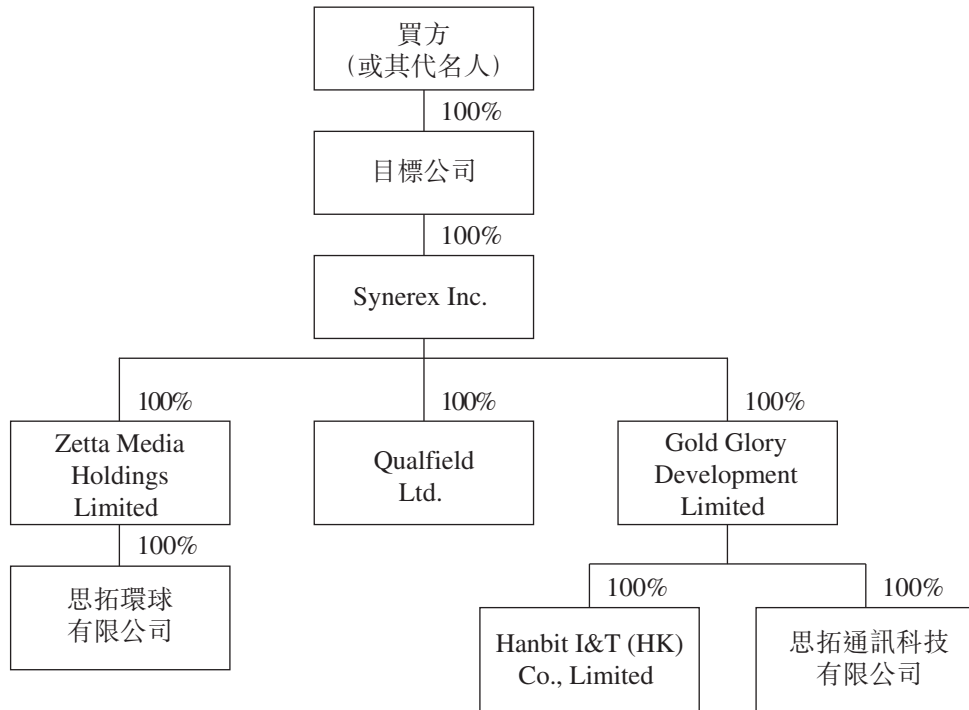 買方
（或其代名人）
100%
目標公司
100%
Synerex Inc.
100%
100%
100%
Zetta Media
Holdings
Limited
Qualfield
Ltd.
Gold Glory
Development
Limited
100%
思拓環球
有限公司
100%
100%
Hanbit I&T (HK)
Co., Limited
思拓通訊科技
有限公司